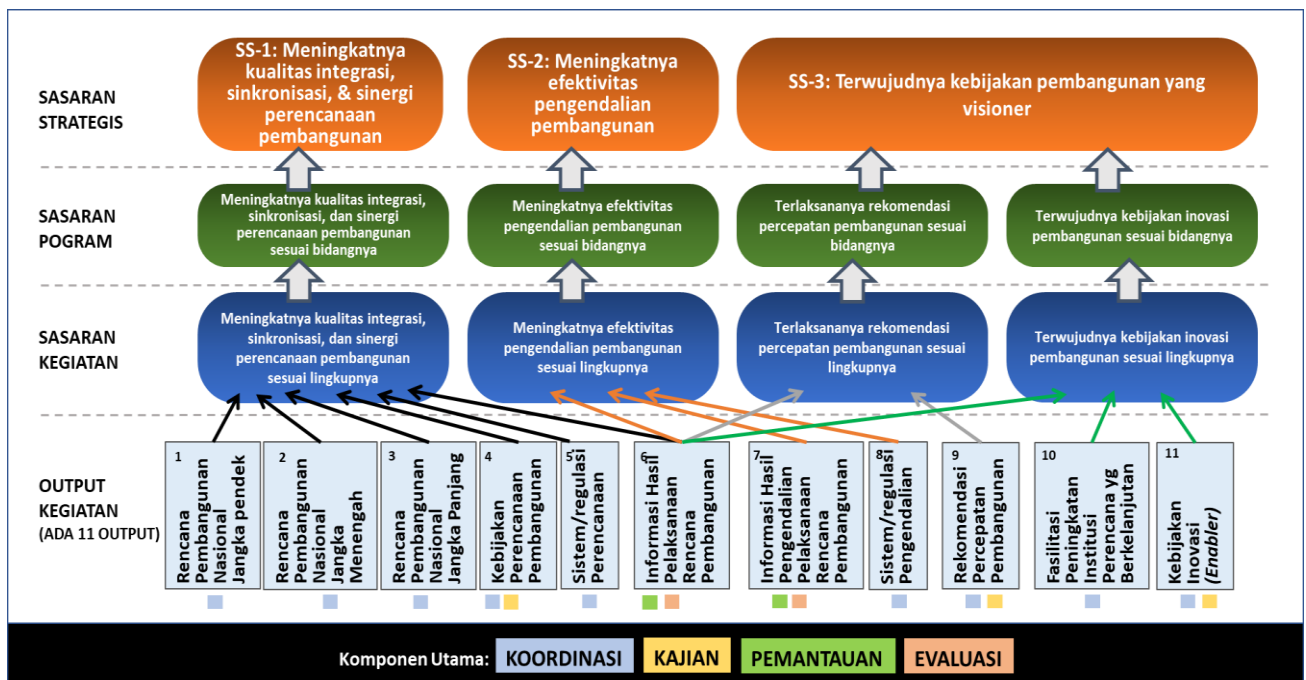 SASARAN
STRATEGIS
SS-1: Meningkatnya
kualitas integrasi,
sinkronisasi, & sinergi
perencanaan
pembangunan
SS-2: Meningkatnya
efektivitas
pengendalian
pembangunan
SS-3: Terwujudnya kebijakan pembangunan yang
visioner
SASARAN
POGRAM
Meningkatnya kualitas integrasi,
sinkronisasi, dan sinergi
perencanaan pembangunan
sesuai bidangnya
Meningkatnya efektivitas
pengendalian pembangunan
sesuai bidangnya
Terlaksananya rekomendasi
percepatan pembangunan sesuai
bidangnya
Terwujudnya kebijakan inovasi
pembangunan sesuai bidangnya
SASARAN
KEGIATAN
Meningkatnya kualitas integrasi,
sinkronisasi, dan sinergi
perencanaan pembangunan
sesuai lingkupnya
Meningkatnya efektivitas
pengendalian pembangunan
sesuai lingkupnya
Terlaksananya rekomendasi
percepatan pembangunan sesuai
lingkupnya
Terwujudnya kebijakan inovasi
pembangunan sesuai lingkupnya
OUTPUT
KEGIATAN
(ADA 11 OUTPUT)
1
Rencana
Pembangunan
Nasional
Jangka pendek
2
Rencana
Pembangunan
Nasional
Jangka
Menengah
3
Rencana
Pembangunan
Nasional
Jangka Panjang
4
Kebijakan
Perencanaan
Pembangunan
5
Sistem/regulasi
Perencanaan
6
Informasi Hasil
Pelaksanaan
Rencana
Pembangunan
7
Informasi Hasil
Pengendalian
Pelaksanaan
Rencana
Pembangunan
8
Sistem/regulasi
Pengendalian
9
Rekomendasi
Percepatan
Pembangunan
10
Fasilitasi
Peningkatan
Institusi
Perencana yg
Berkelanjutan
11
Kebijakan
Inovasi
(Enabler)
Komponen Utama: KOORDINASI KAJIAN PEMANTAUAN EVALUASI